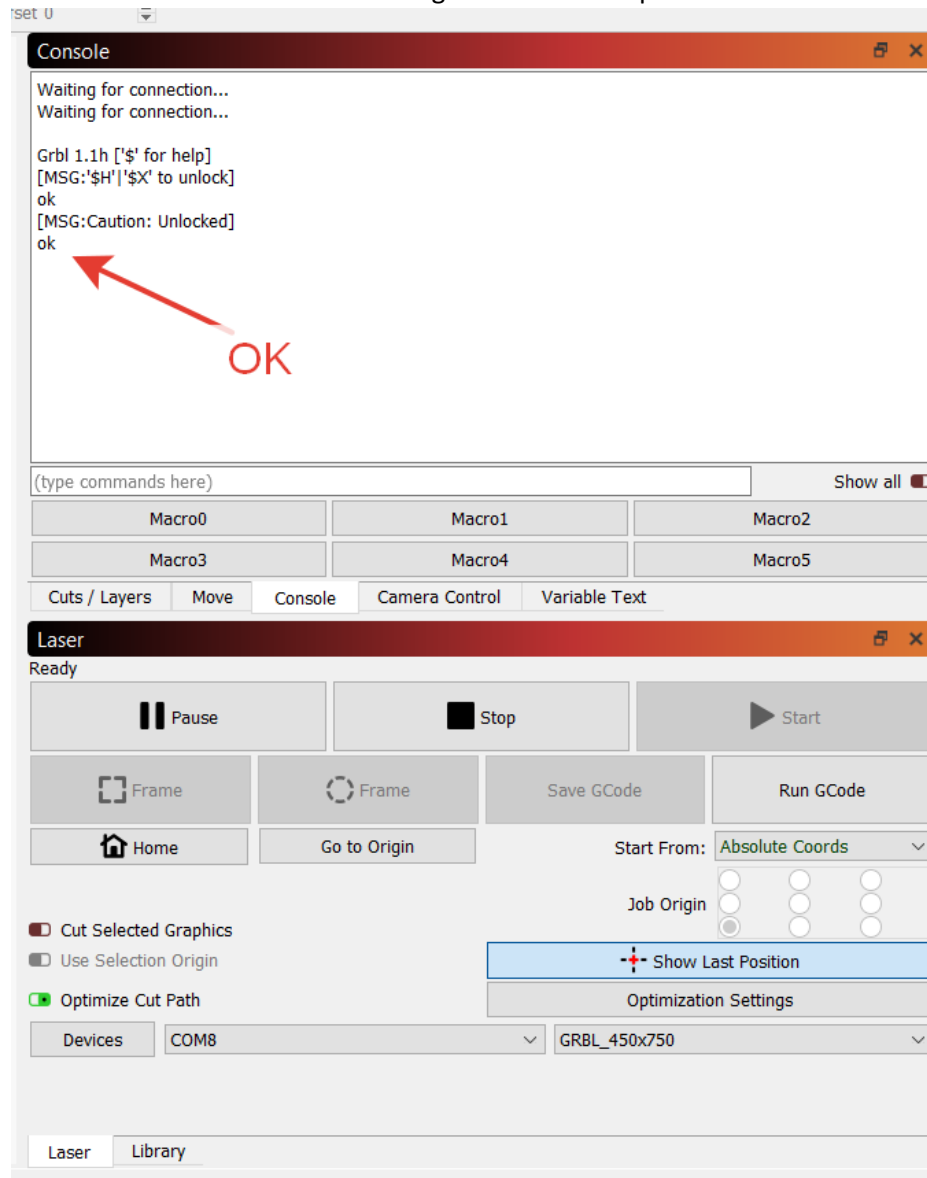 set 0
Console
Waiting for connection...
Waiting for connection...
Grbl 1.1h ['$' for help]
[MSG:'$H'|'$X' to unlock]
ok
[MSG:Caution: Unlocked]
ok
OK
(type commands here) Show all
Macro0 Macro1 Macro2
Macro3 Macro4 Macro5
Cuts / Layers Move Console Camera Control Variable Text
Laser
Ready
Pause Stop Start
Frame Frame Save GCode Run GCode
Home Go to Origin Start From: Absolute Coords
Job Origin
Cut Selected Graphics
Use Selection Origin Show Last Position
Optimize Cut Path Optimization Settings
Devices COM8 GRBL_450x750
Laser Library